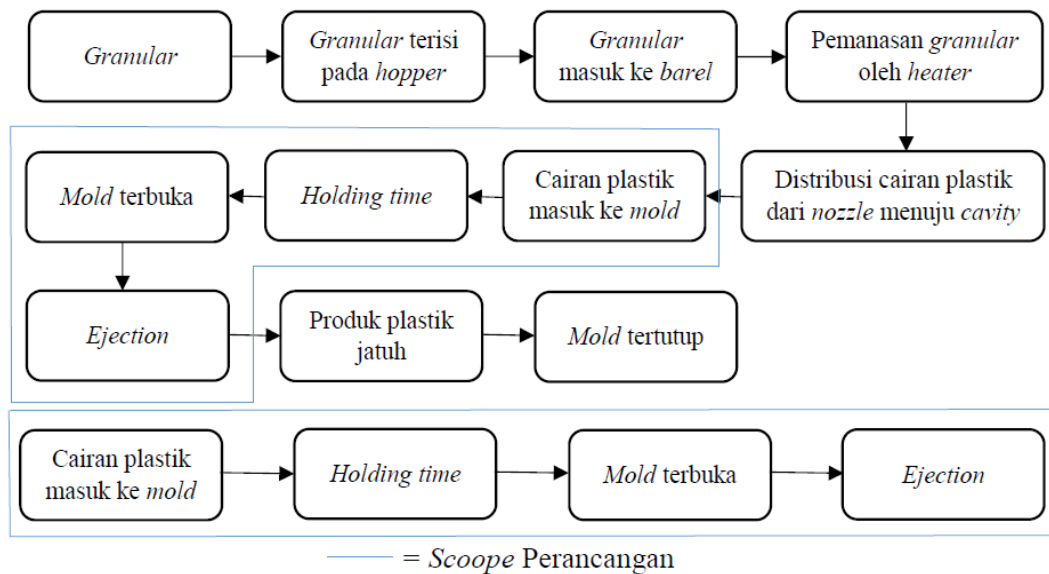 Granular
Granular terisi
pada hopper
Granular
masuk ke barel
Pemanasan granular
oleh heater
Mold terbuka
Holding time
Cairan plastik
masuk ke mold
Distribusi cairan plastik
dari nozzle menuju cavity
Ejection
Produk plastik
jatuh
Mold tertutup
Cairan plastik
masuk ke mold
Holding time
Mold terbuka
Ejection
= Scoope Perancangan